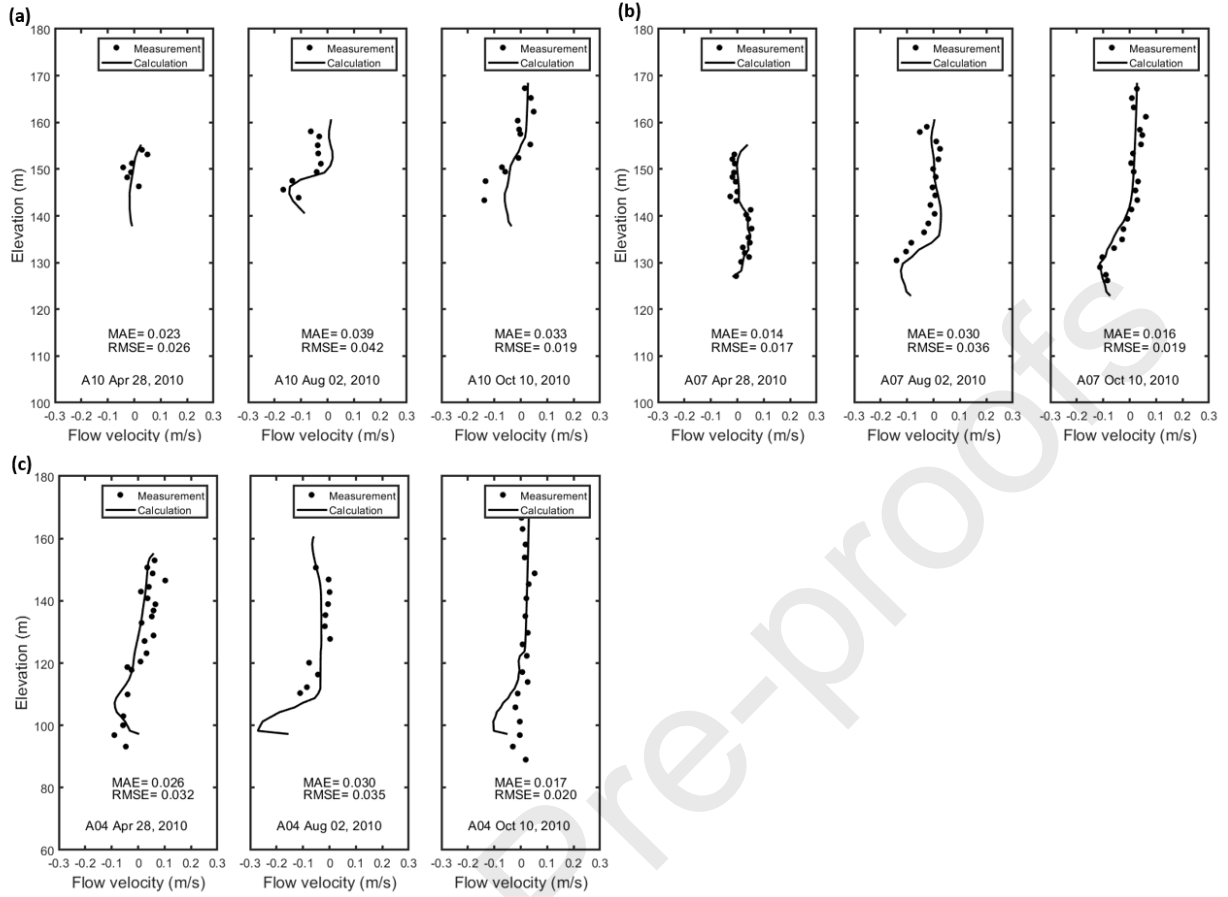 (a)
180
170
160
150
140
130
120
110
100
Elevation (m)
Measurement
Calculation
MAE= 0.023
RMSE= 0.026
A10 Apr 28, 2010
-0.3 -0.2 -0.1 0 0.1 0.2 0.3
Flow velocity (m/s)
Measurement
Calculation
MAE= 0.039
RMSE= 0.042
A10 Aug 02, 2010
-0.3 -0.2 -0.1 0 0.1 0.2 0.3
Flow velocity (m/s)
Measurement
Calculation
MAE= 0.033
RMSE= 0.019
A10 Oct 10, 2010
-0.3 -0.2 -0.1 0 0.1 0.2 0.3
Flow velocity (m/s)
(b)
180
170
160
150
140
130
120
110
100
Elevation (m)
Measurement
Calculation
MAE= 0.014
RMSE= 0.017
A07 Apr 28, 2010
-0.3 -0.2 -0.1 0 0.1 0.2 0.3
Flow velocity (m/s)
Measurement
Calculation
MAE= 0.030
RMSE= 0.036
A07 Aug 02, 2010
-0.3 -0.2 -0.1 0 0.1 0.2 0.3
Flow velocity (m/s)
Measurement
Calculation
MAE= 0.016
RMSE= 0.019
A07 Oct 10, 2010
-0.3 -0.2 -0.1 0 0.1 0.2 0.3
Flow velocity (m/s)
(c)
180
160
140
120
100
80
60
Elevation (m)
Measurement
Calculation
MAE= 0.026
RMSE= 0.032
A04 Apr 28, 2010
-0.3 -0.2 -0.1 0 0.1 0.2 0.3
Flow velocity (m/s)
Measurement
Calculation
MAE= 0.030
RMSE= 0.035
A04 Aug 02, 2010
-0.3 -0.2 -0.1 0 0.1 0.2 0.3
Flow velocity (m/s)
Measurement
Calculation
MAE= 0.017
RMSE= 0.020
A04 Oct 10, 2010
-0.3 -0.2 -0.1 0 0.1 0.2 0.3
Flow velocity (m/s)
Pre-proofs